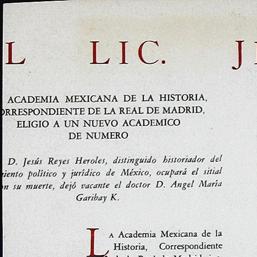 L LIC. J
ACADEMIA MEXICANA DE LA HISTORIA,
CORRESPONDIENTE DE LA REAL DE MADRID,
ELIGIO A UN NUEVO ACADEMICO
DE NUMERO
D. Jesús Reyes Heroles, distinguido historiador del
miento político y jurídico de México, ocupará el sitial
on su muerte, dejó vacante el doctor D. Angel María
Garibay K.
LA Academia Mexicana de la
Historia, Correspondiente